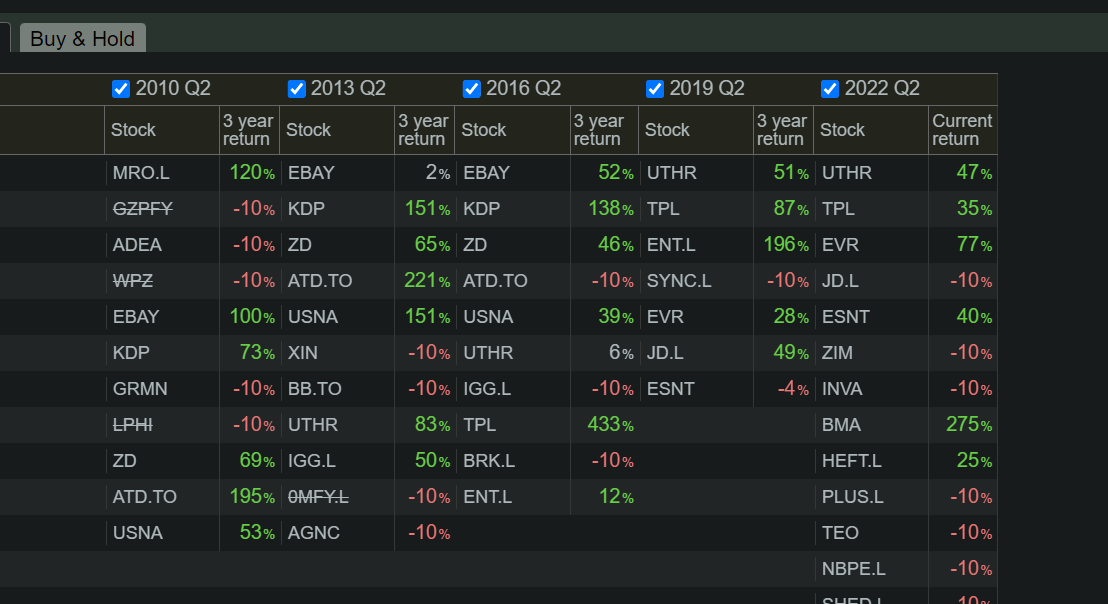 Buy & Hold
2010 Q2 2013 Q2 2016 Q2 2019 Q2 2022 Q2
Stock 3 year return Stock 3 year return Stock 3 year return Stock 3 year return Stock Current return
MRO.L 120% EBAY 2% EBAY 52% UTHR 51% UTHR 47%
GZPFY -10% KDP 151% KDP 138% TPL 87% TPL 35%
ADEA -10% ZD 65% ZD 46% ENT.L 196% EVR 77%
WPZ -10% ATD.TO 221% ATD.TO -10% SYNC.L -10% JD.L -10%
EBAY 100% USNA 151% USNA 39% EVR 28% ESNT 40%
KDP 73% XIN -10% UTHR 6% JD.L 49% ZIM -10%
GRMN -10% BB.TO -10% IGG.L -10% ESNT -4% INVA -10%
LPHI -10% UTHR 83% TPL 433% BMA 275%
ZD 69% IGG.L 50% BRK.L -10% HEFT.L 25%
ATD.TO 195% 0MFY.L -10% ENT.L 12% PLUS.L -10%
USNA 53% AGNC -10% TEO -10%
NBPE.L -10%